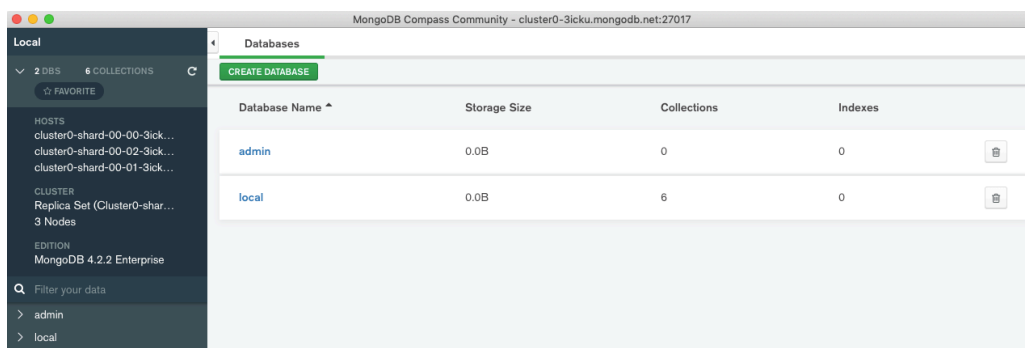 MongoDB Compass Community - cluster0-3icku.mongodb.net:27017
Local
2 DBS 6 COLLECTIONS
☆ FAVORITE
HOSTS
cluster0-shard-00-00-3ick...
cluster0-shard-00-02-3ick...
cluster0-shard-00-01-3ick...
CLUSTER
Replica Set (Cluster0-shar...
3 Nodes
EDITION
MongoDB 4.2.2 Enterprise
Filter your data
admin
local
Databases
CREATE DATABASE
Database Name Storage Size Collections Indexes
admin 0.0B 0 0
local 0.0B 6 0